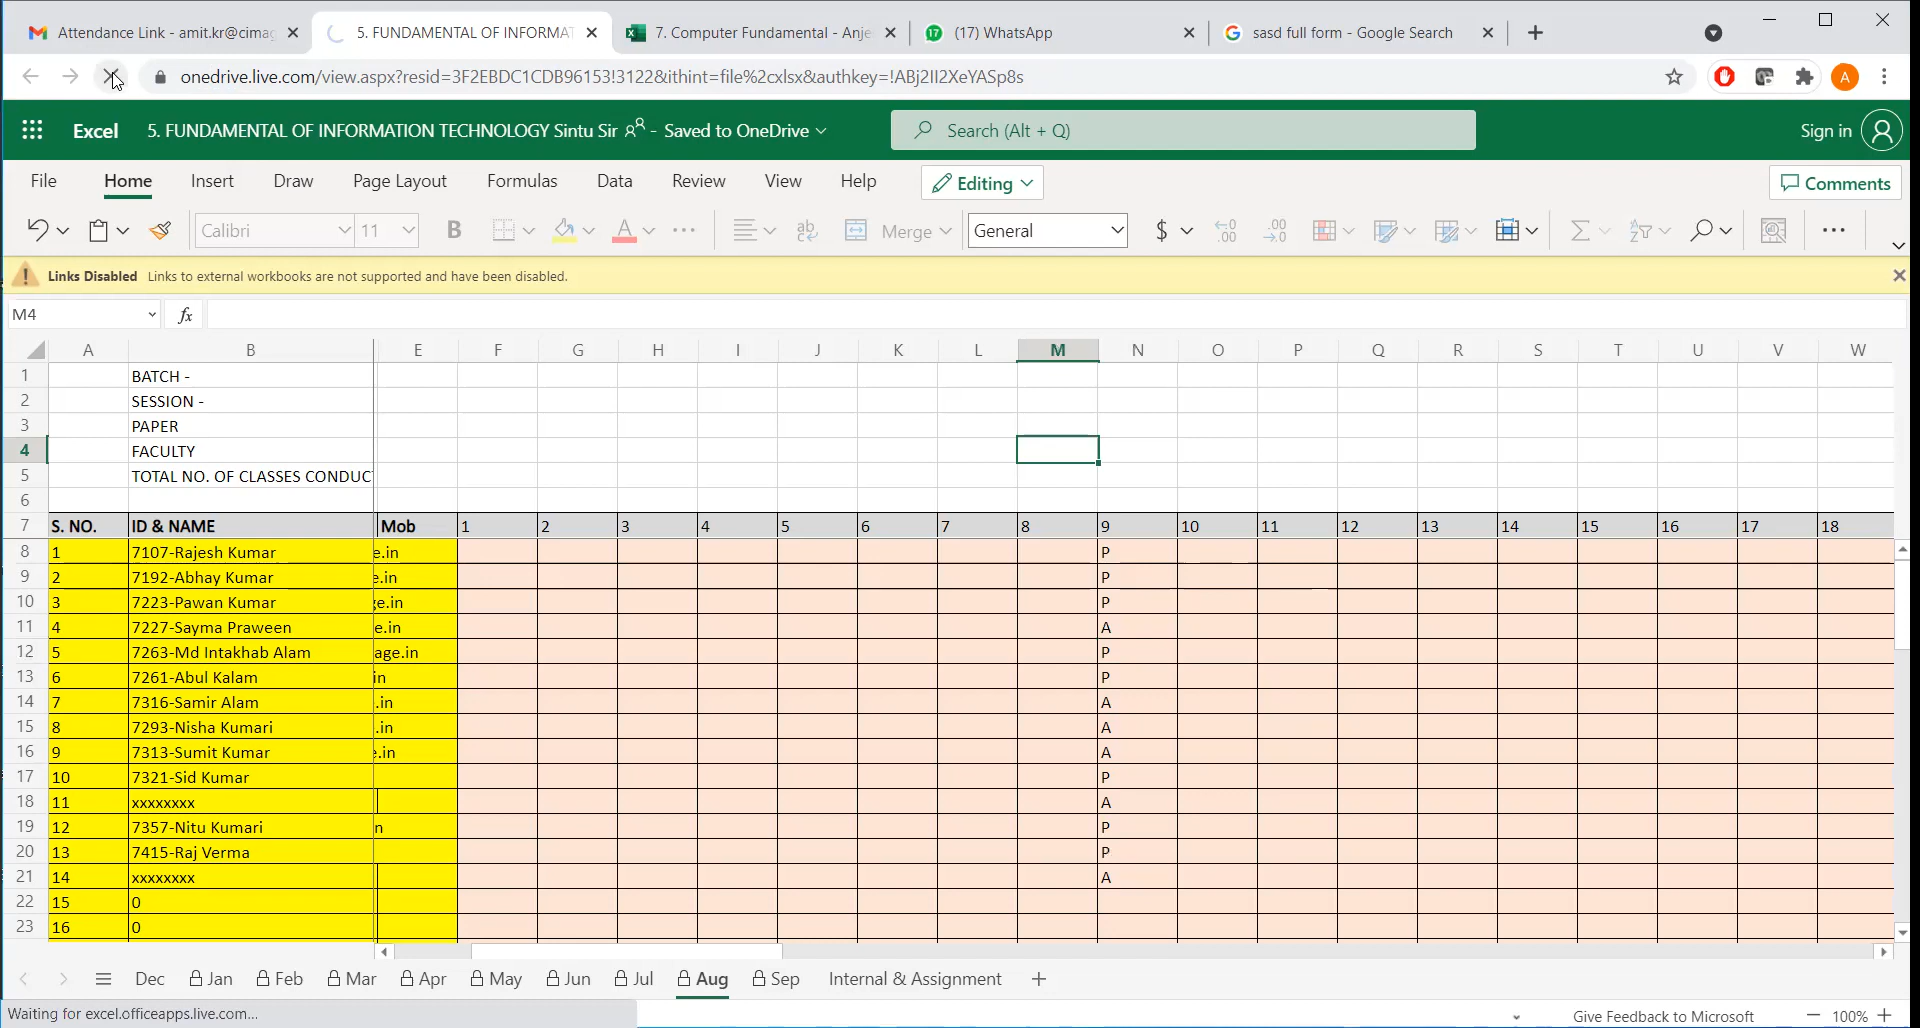 Attendance Link - amit.kr@cimag
5. FUNDAMENTAL OF INFORMAT
7. Computer Fundamental - Anje
(17) WhatsApp
sasd full form - Google Search
onedrive.live.com/view.aspx?resid=3F2EBDC1CDB96153!3122&ithint=file%2cxlsx&authkey=!ABj2II2XeYASp8s
A
Excel 5. FUNDAMENTAL OF INFORMATION TECHNOLOGY Sintu Sir - Saved to OneDrive Search (Alt + Q) Sign in
File Home Insert Draw Page Layout Formulas Data Review View Help Editing Comments
Calibri 11 B A ab Merge General $ .00 .00
Links Disabled Links to external workbooks are not supported and have been disabled.
M4 fx
A B E F G H I J K L M N O P Q R S T U V W
1 BATCH -
2 SESSION -
3 PAPER
4 FACULTY
5 TOTAL NO. OF CLASSES CONDUC
6
7 S. NO. ID & NAME Mob 1 2 3 4 5 6 7 8 9 10 11 12 13 14 15 16 17 18
8 1 7107-Rajesh Kumar e.in P
9 2 7192-Abhay Kumar e.in P
10 3 7223-Pawan Kumar ge.in P
11 4 7227-Sayma Praween e.in A
12 5 7263-Md Intakhab Alam age.in P
13 6 7261-Abul Kalam in P
14 7 7316-Samir Alam .in A
15 8 7293-Nisha Kumari .in A
16 9 7313-Sumit Kumar e.in A
17 10 7321-Sid Kumar P
18 11 xxxxxxxx A
19 12 7357-Nitu Kumari n P
20 13 7415-Raj Verma P
21 14 xxxxxxxx A
22 15 0
23 16 0
Dec Jan Feb Mar Apr May Jun Jul Aug Sep Internal & Assignment
Waiting for excel.officeapps.live.com... Give Feedback to Microsoft 100%